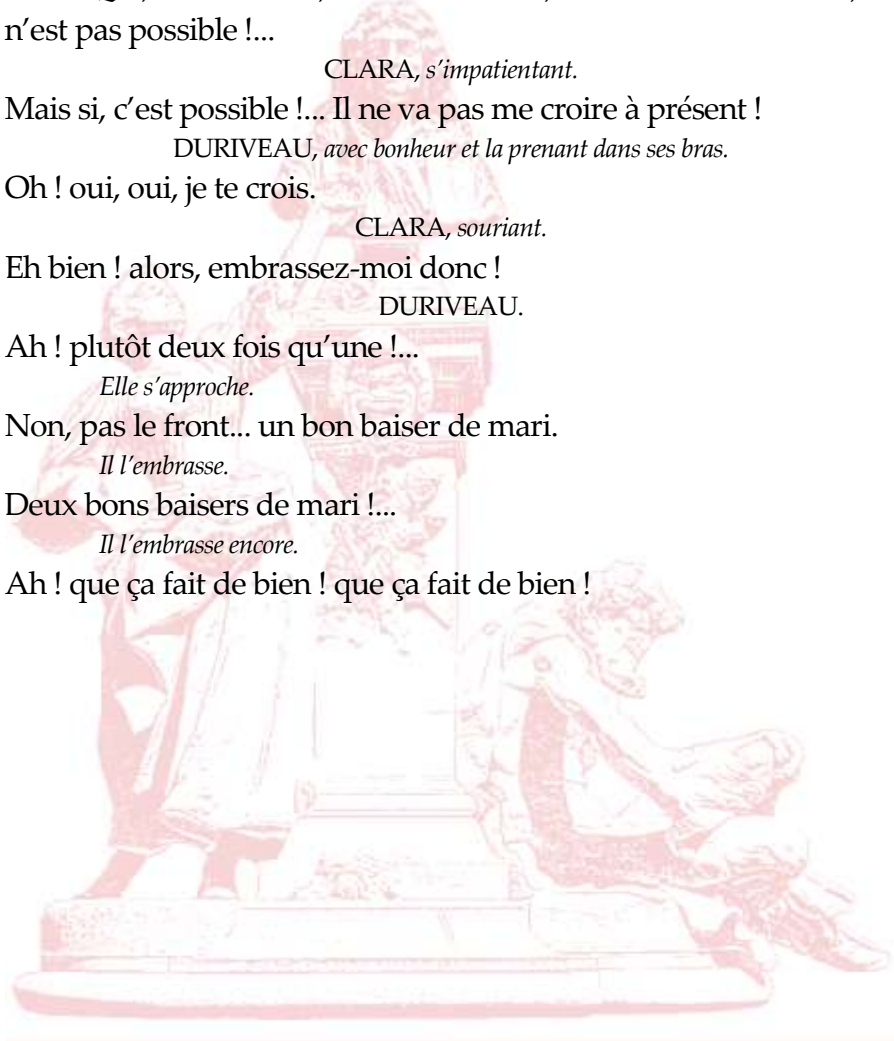 n’est pas possible !...
CLARA, s’impatientant.
Mais si, c’est possible !... Il ne va pas me croire à présent !
DURIVEAU, avec bonheur et la prenant dans ses bras.
Oh ! oui, oui, je te crois.
CLARA, souriant.
Eh bien ! alors, embrassez-moi donc !
DURIVEAU.
Ah ! plutôt deux fois qu’une !...
Elle s’approche.
Non, pas le front... un bon baiser de mari.
Il l’embrasse.
Deux bons baisers de mari !...
Il l’embrasse encore.
Ah ! que ça fait de bien ! que ça fait de bien !